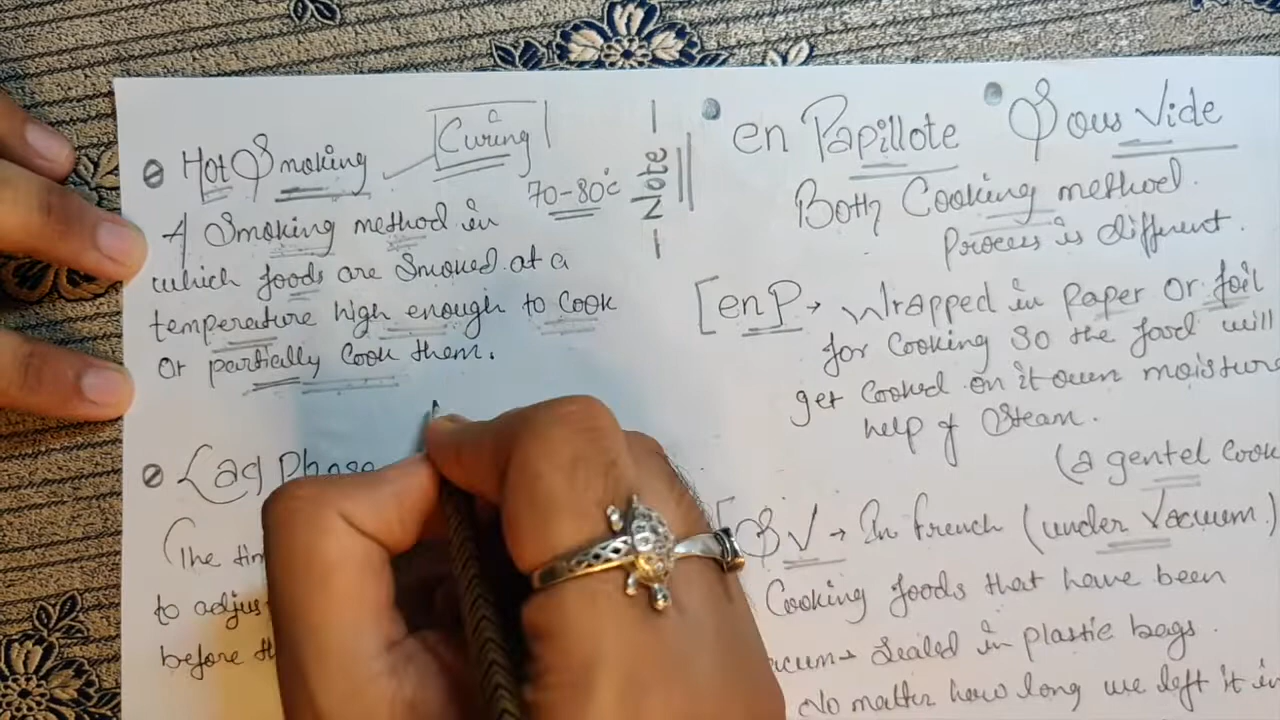 Hot Smoking
Curing
70-80°c
A Smoking method in
which foods are Smoked at a
temperature high enough to Cook
Or partially Cook them.
Lag Phase
The tim
to adjus
before th
- Note -
en Papillote
Sous Vide
Both Cooking method.
Process is different.
[en P → Wrapped in Paper Or foil
for Cooking So the food will
get Cooked on it own moisture
help of Steam.
(a gentel Cook
[S V → In French (under Vacuum.)
Cooking foods that have been
acum → Sealed in plastic bags.
No matter how long we left it in